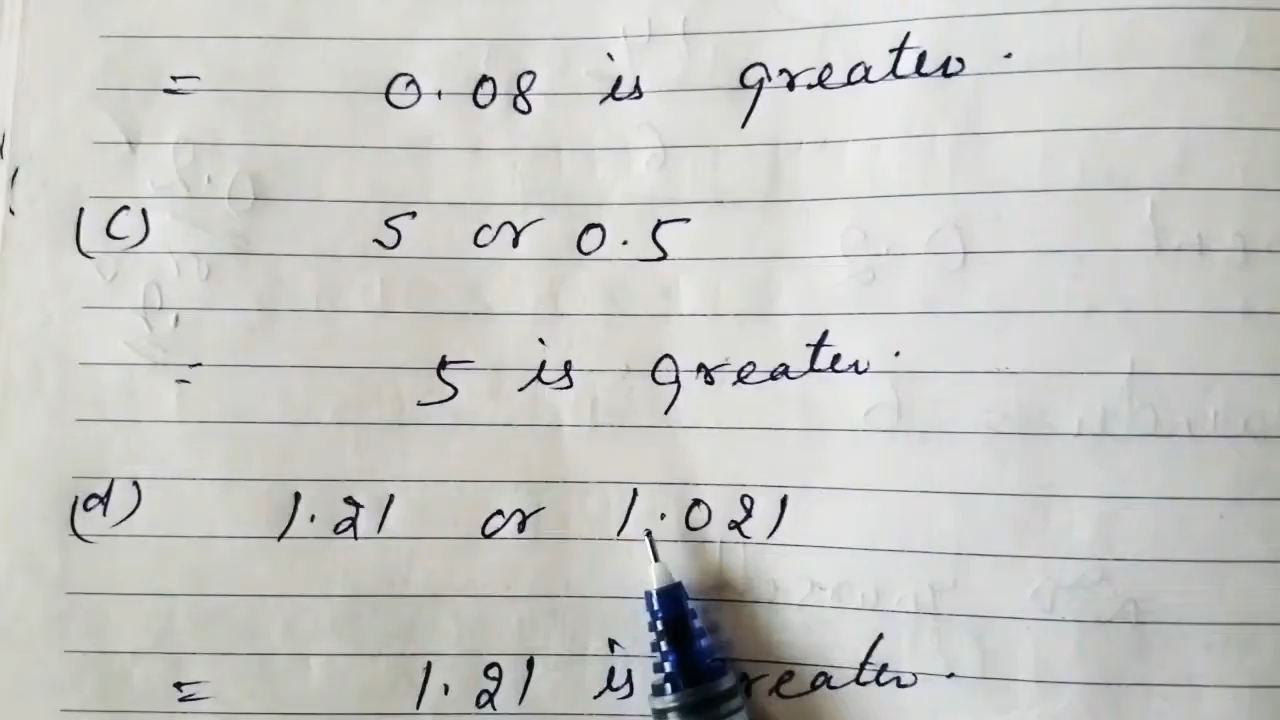 = 0.08 is greater.
(C) 5 or 0.5
= 5 is greater.
(d) 1.21 or 1.021
= 1.21 is greater.